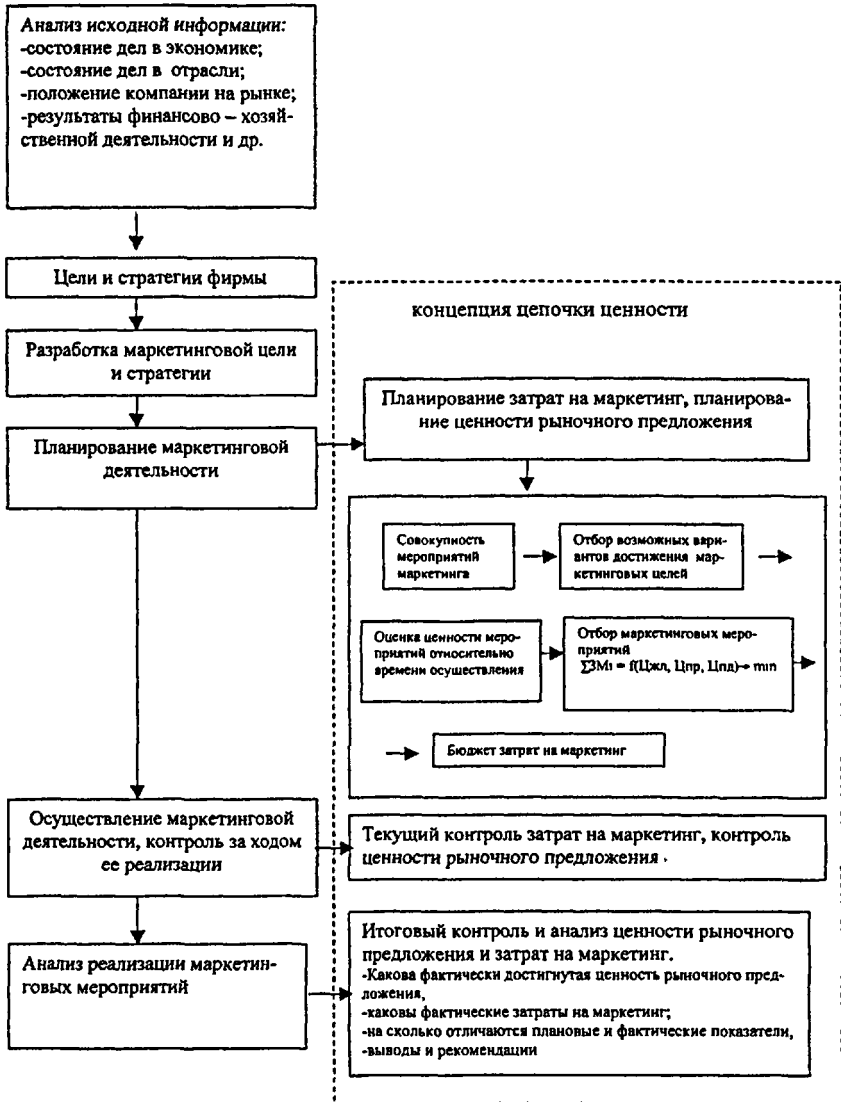 Анализ исходной информации:
-состояние дел в экономике;
-состояние дел в отрасли;
-положение компании на рынке;
-результаты финансово – хозяй-
ственной деятельности и др.
Цели и стратегии фирмы
концепция цепочки ценности
Разработка маркетинговой цели
и стратегии
Планирование затрат на маркетинг, планирова-
ние ценности рыночного предложения
Планирование маркетинговой
деятельности
Совокупность
мероприятий
маркетинга
Отбор возможных вари-
антов достижения мар-
кетинговых целей
Оценка ценности меро-
приятий относительно
времени осуществления
Отбор маркетинговых меро-
приятий
∑ЗМi = f(Цжл, Цпр, Цпд)→ min
Бюджет затрат на маркетинг
Осуществление маркетинговой
деятельности, контроль за ходом
ее реализации
Текущий контроль затрат на маркетинг, контроль
ценности рыночного предложения .
Анализ реализации маркетин-
говых мероприятий
Итоговый контроль и анализ ценности рыночного
предложения и затрат на маркетинг.
-Какова фактически достигнутая ценность рыночного пред-
ложения,
-каковы фактические затраты на маркетинг;
-на сколько отличаются плановые и фактические показатели,
-выводы и рекомендации